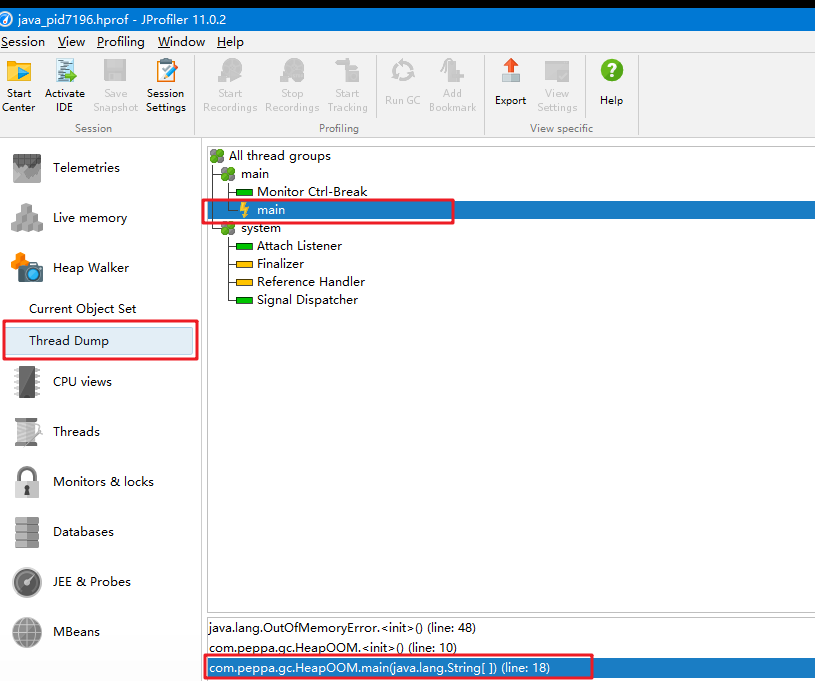 java_pid7196.hprof - JProfiler 11.0.2
Session View Profiling Window Help
Start Center
Activate IDE
Save Snapshot
Session Settings
Start Recordings
Stop Recordings
Start Tracking
Run GC
Add Bookmark
Export
View Settings
Help
Session
Profiling
View specific
Telemetries
Live memory
Heap Walker
Current Object Set
Thread Dump
CPU views
Threads
Monitors & locks
Databases
JEE & Probes
MBeans
All thread groups
main
Monitor Ctrl-Break
main
system
Attach Listener
Finalizer
Reference Handler
Signal Dispatcher
java.lang.OutOfMemoryError.<init>() (line: 48)
com.peppa.gc.HeapOOM.<init>() (line: 10)
com.peppa.gc.HeapOOM.main(java.lang.String[ ]) (line: 18)